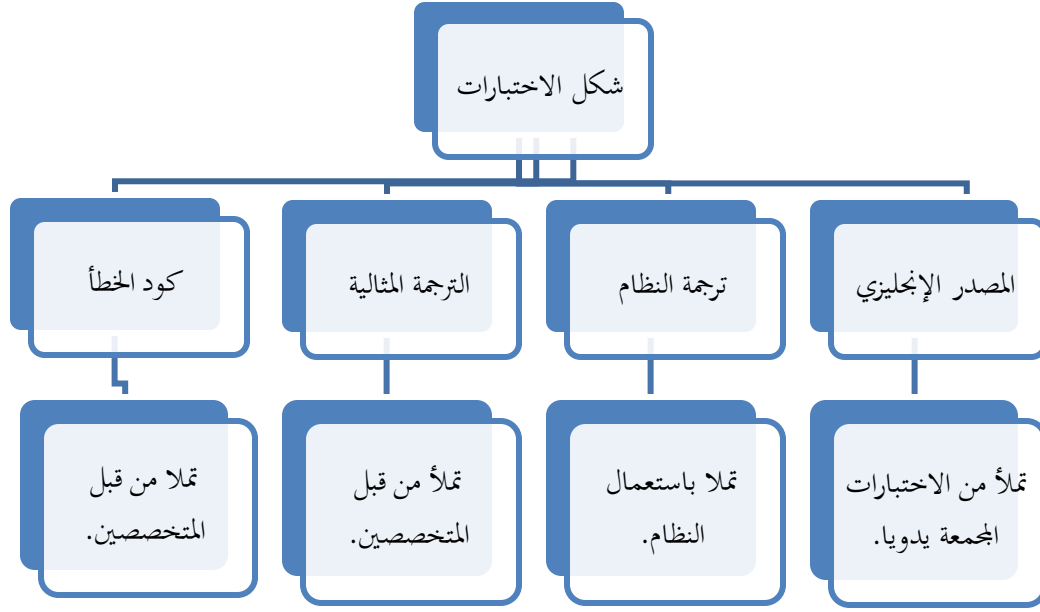 شكل الاختبارات
المصدر الإنجليزي
ترجمة النظام
الترجمة المثالية
كود الخطأ
تملأ من الاختبارات
المجمعة يدويا.
تملا باستعمال
النظام.
تملأ من قبل
المتخصصين.
تملا من قبل
المتخصصين.